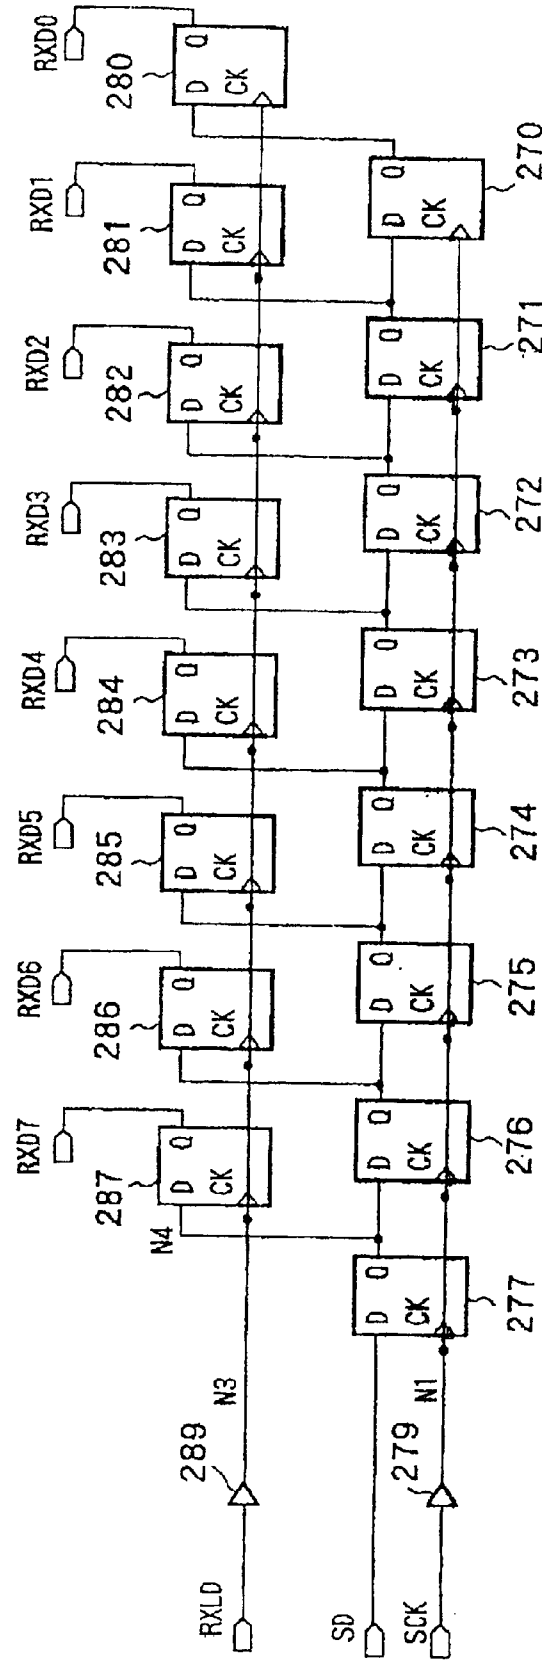 RXD7 RXD6 RXD5 RXD4 RXD3 RXD2 RXD1 RXD0
287 286 285 284 283 282 281 280
D Q D Q D Q D Q D Q D Q D Q D Q
CK CK CK CK CK CK CK CK
RXLD 289 N3 N4
D Q D Q D Q D Q D Q D Q D Q D Q
CK CK CK CK CK CK CK CK
SD
SCK 279 N1
277 276 275 274 273 272 271 270